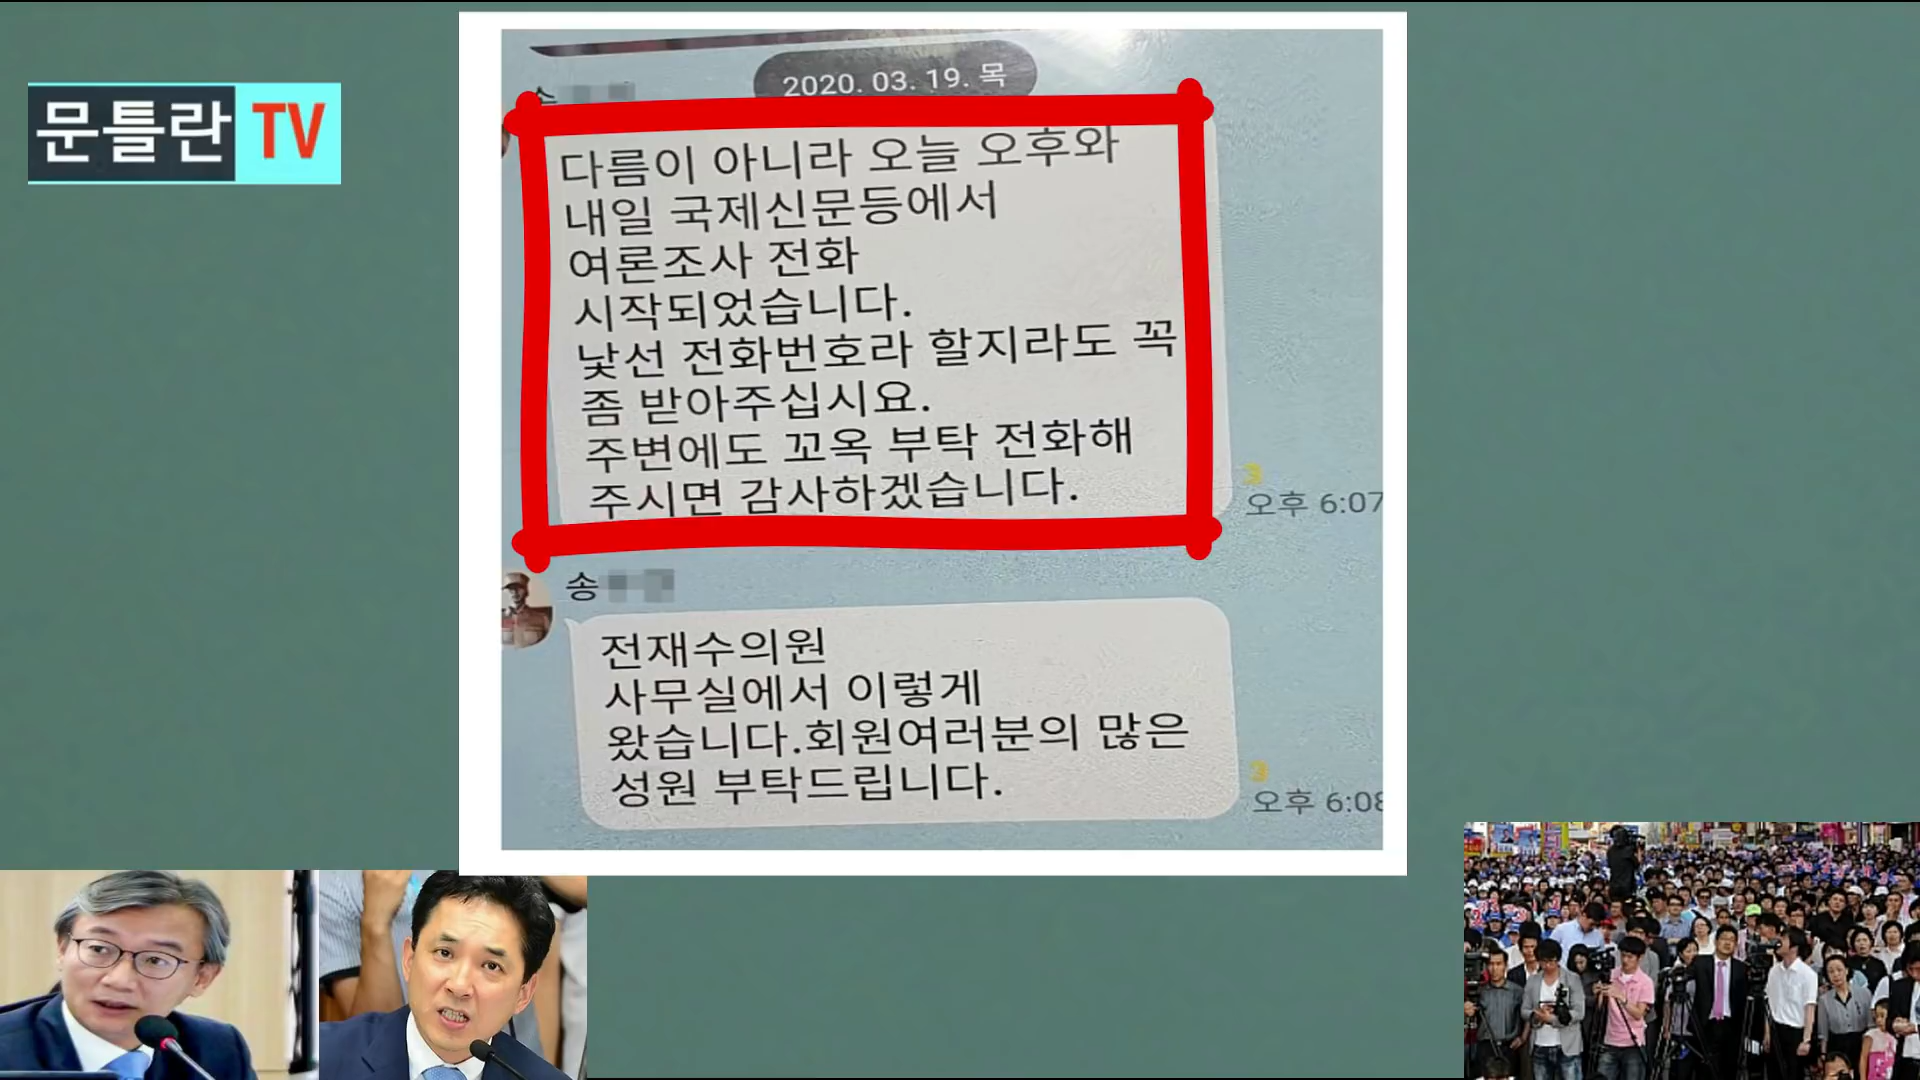 문틀란 TV
2020. 03. 19. 목
다름이 아니라 오늘 오후와
내일 국제신문등에서
여론조사 전화
시작되었습니다.
낯선 전화번호라 할지라도 꼭
좀 받아주십시요.
주변에도 꼬옥 부탁 전화해
주시면 감사하겠습니다.
3
오후 6:07
송
전재수의원
사무실에서 이렇게
왔습니다.회원여러분의 많은
성원 부탁드립니다.
3
오후 6:08